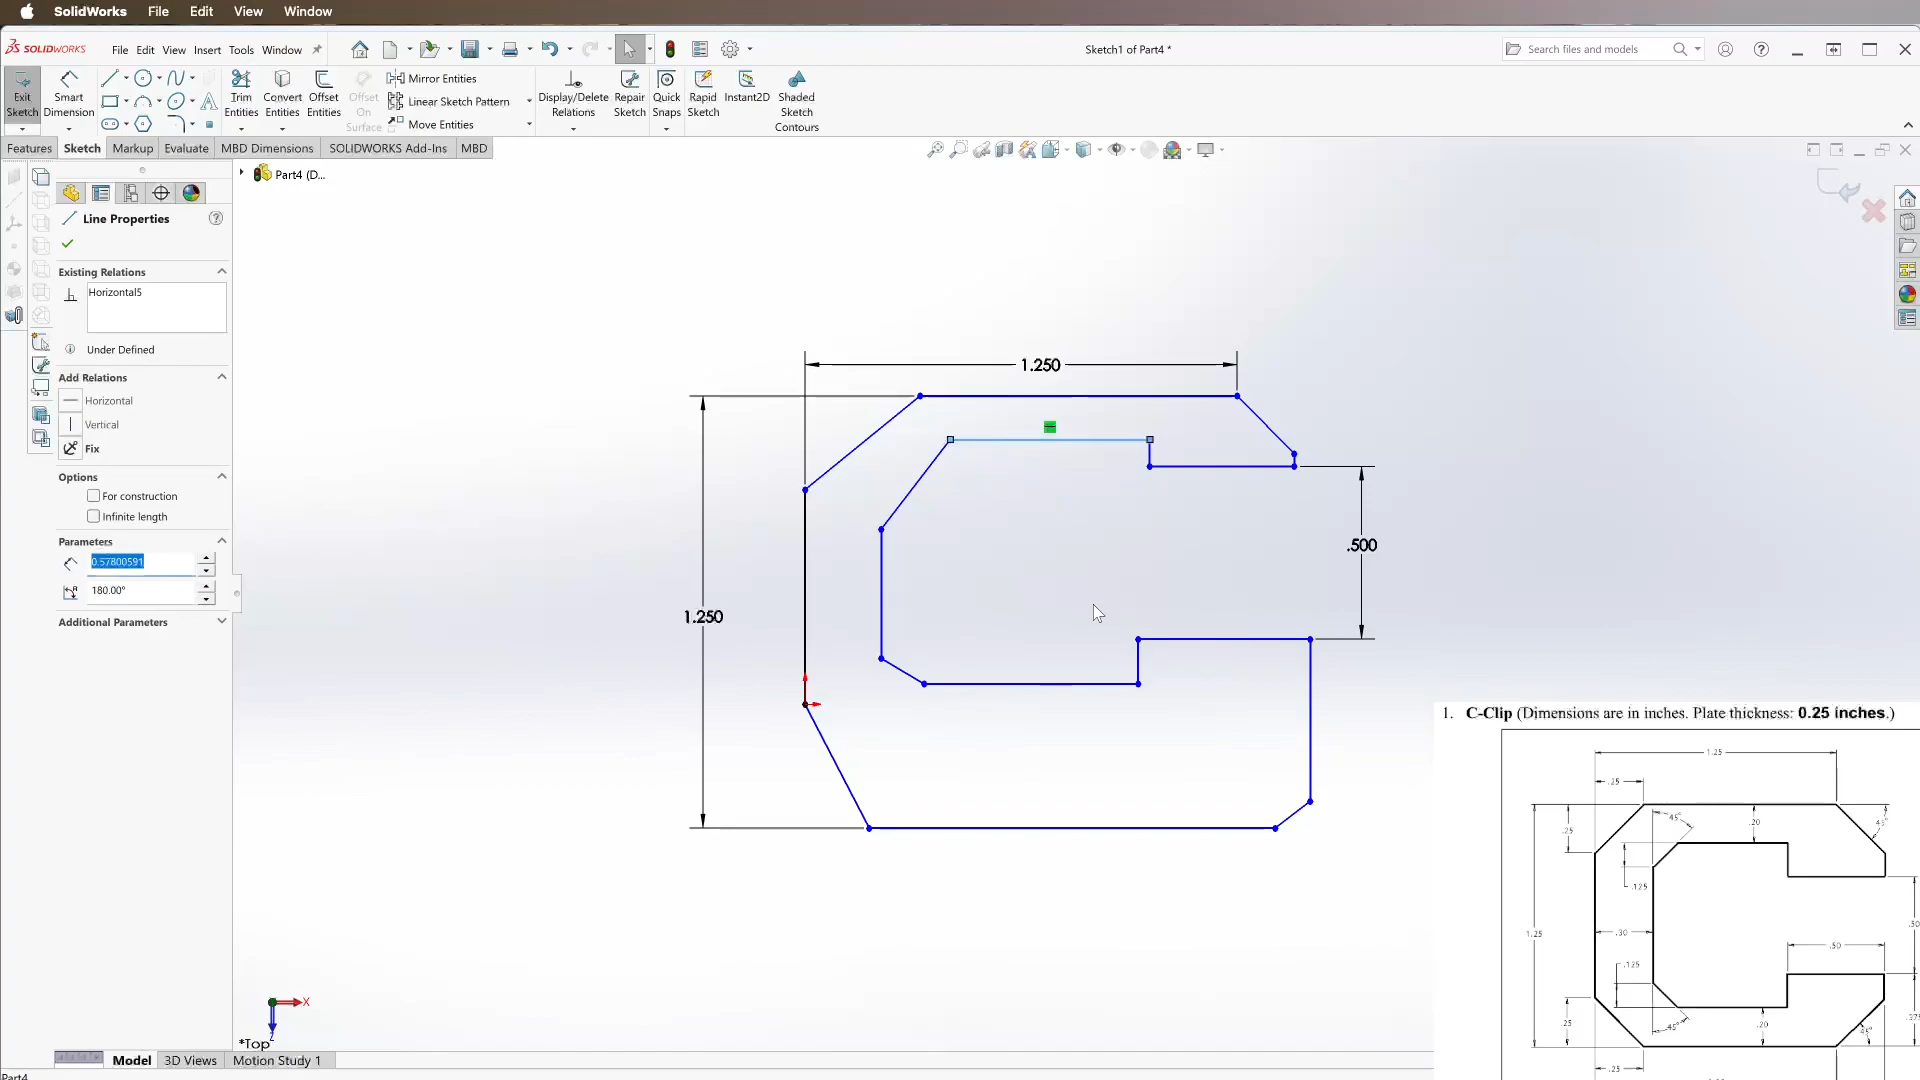 SolidWorks File Edit View Window
SOLIDWORKS File Edit View Insert Tools Window Sketch1 of Part4 * Search files and models
Exit Sketch Smart Dimension Trim Entities Convert Entities Offset Entities Offset On Surface Mirror Entities Linear Sketch Pattern Move Entities Display/Delete Relations Repair Sketch Quick Snaps Rapid Sketch Instant2D Shaded Sketch Contours
Features Sketch Markup Evaluate MBD Dimensions SOLIDWORKS Add-Ins MBD
Part4 (D...
Line Properties
Existing Relations
Horizontal5
Under Defined
Add Relations
Horizontal
Vertical
Fix
Options
For construction
Infinite length
Parameters
0.57800591
180.00°
Additional Parameters
1.250
.500
1.250
1. C-Clip (Dimensions are in inches. Plate thickness: 0.25 inches.)
1.25
.25
.25
45°
.20
45°
.125
1.25
.30
.50
.125
.25
45°
.20
45°
.25
X
Z
*Top
Model 3D Views Motion Study 1
Part4